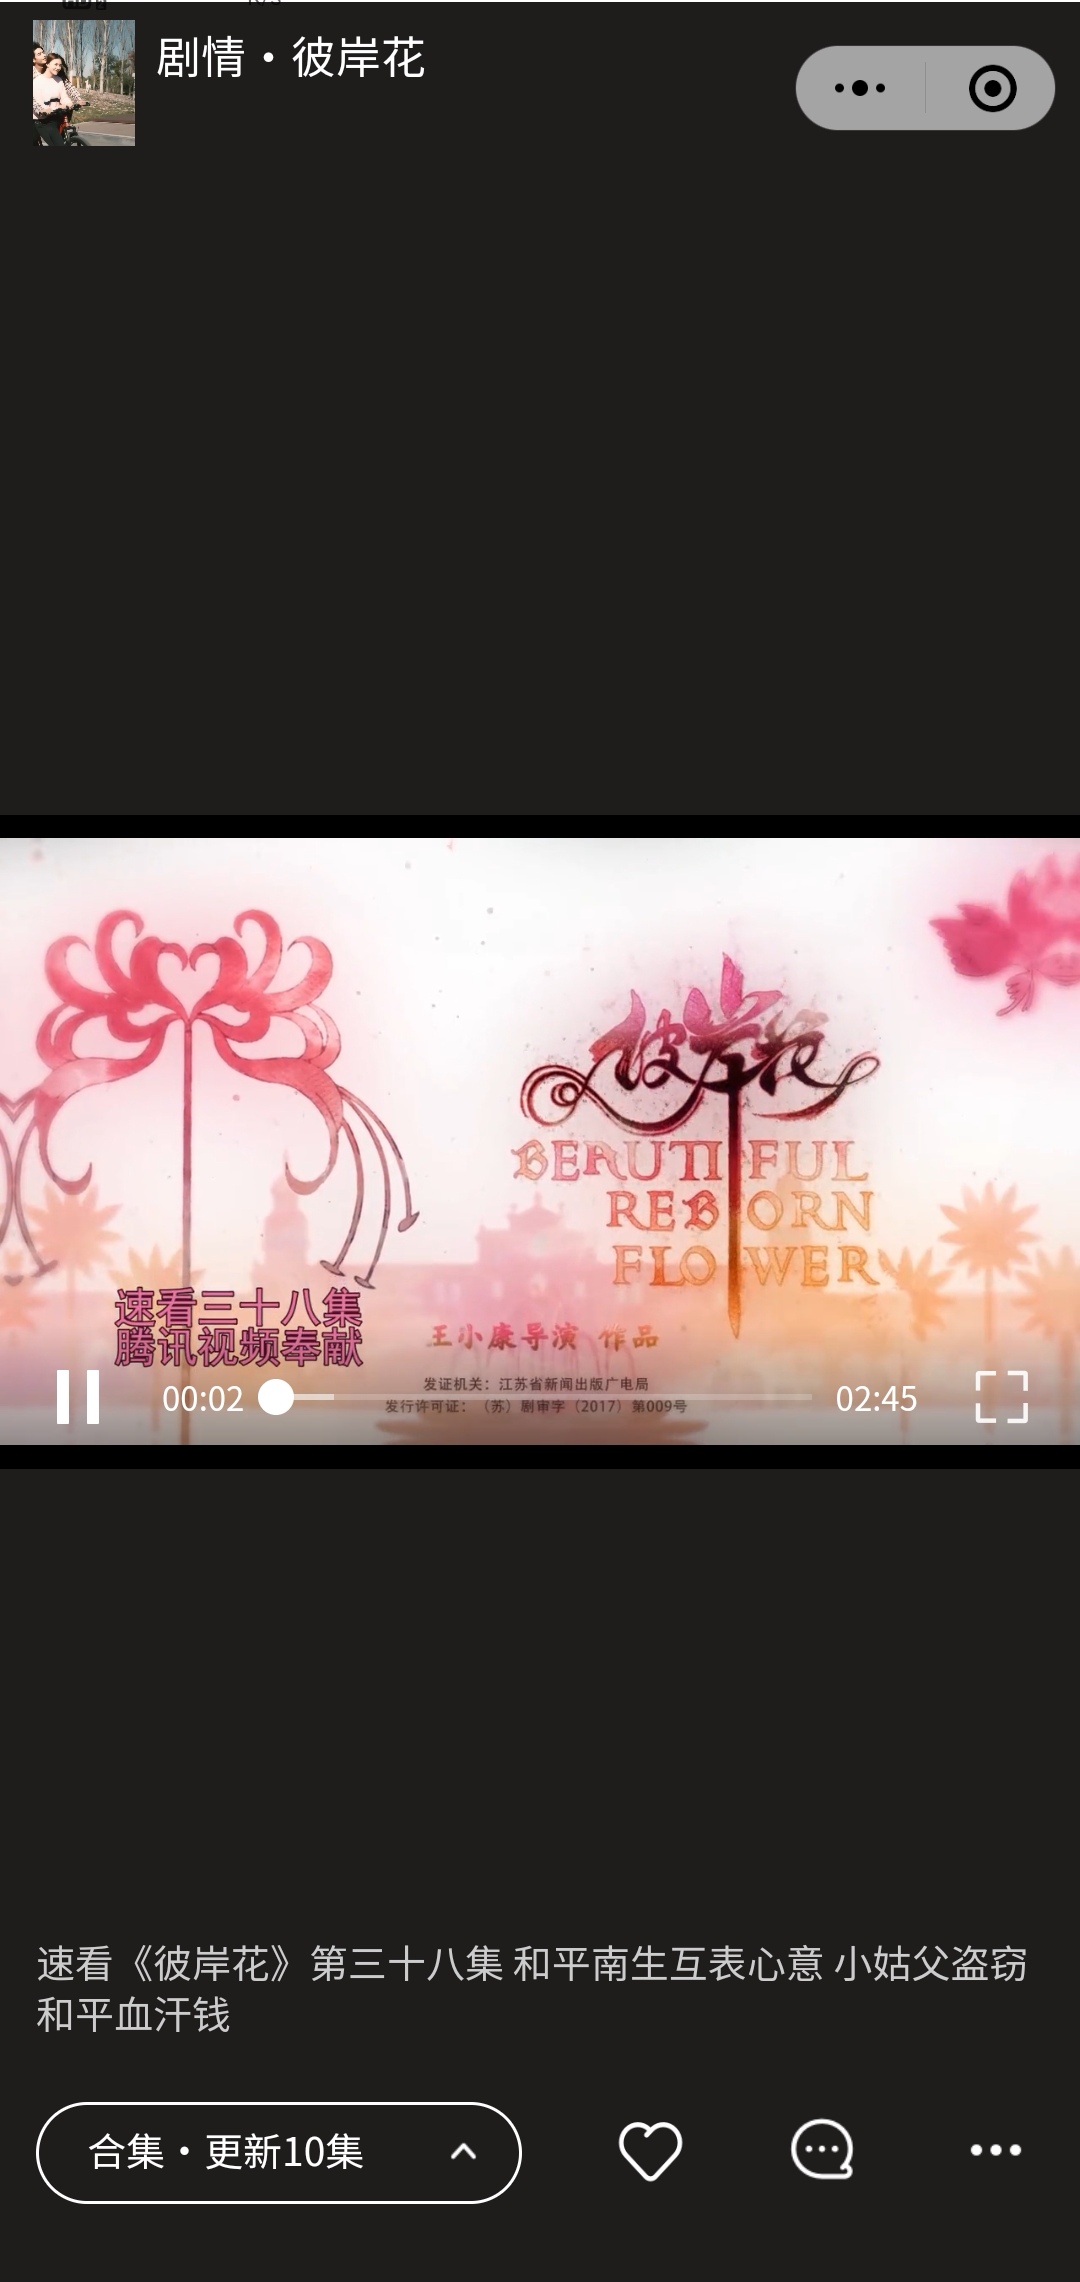 剧情·彼岸花
彼岸花
BEAUTIFUL
REBORN
FLOWER
速看三十八集
腾讯视频奉献
王小康导演 作品
发证机关：江苏省新闻出版广电局
发行许可证：（苏）剧审字（2017）第009号
00:02
02:45
速看《彼岸花》第三十八集 和平南生互表心意 小姑父盗窃
和平血汗钱
合集·更新10集